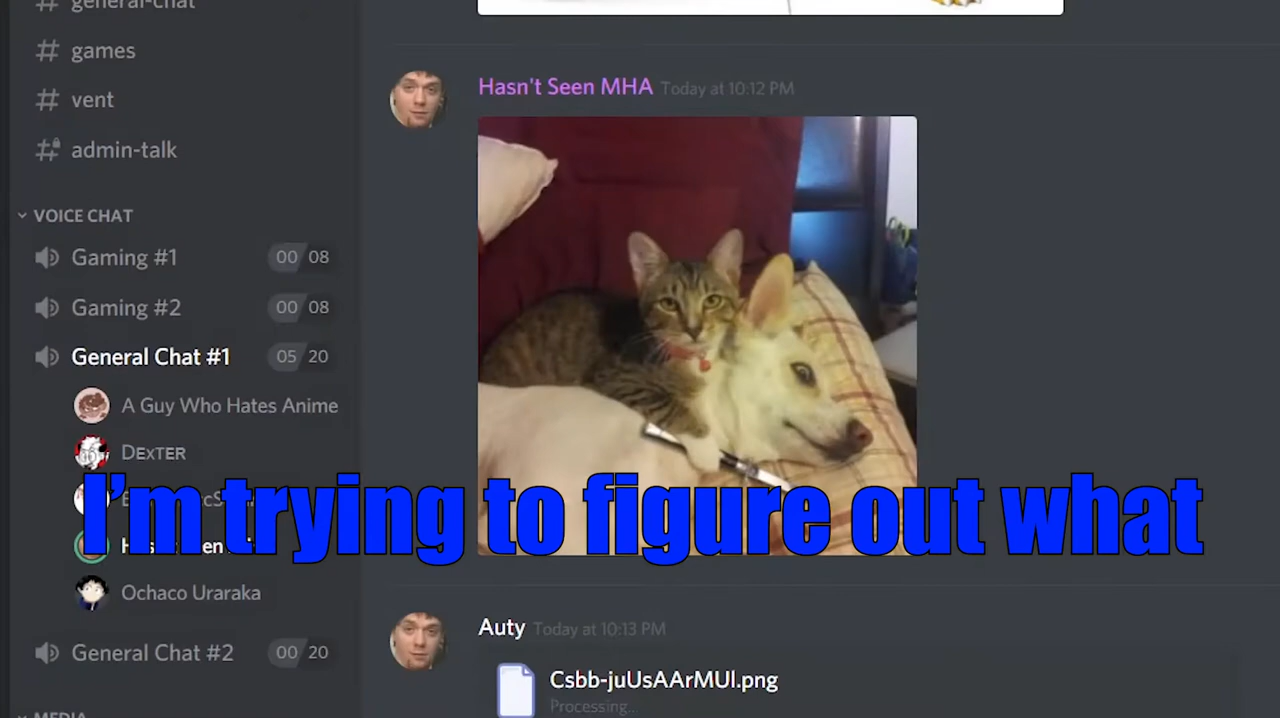 general-chat
games
vent
admin-talk
VOICE CHAT
Gaming #1
00 08
Gaming #2
00 08
General Chat #1
05 20
A Guy Who Hates Anime
DEXTER
Ochaco Uraraka
General Chat #2
00 20
MEDIA
Hasn't Seen MHA Today at 10:12 PM
I'm trying to figure out what
Auty Today at 10:13 PM
Csbb-juUsAArMUl.png
Processing...